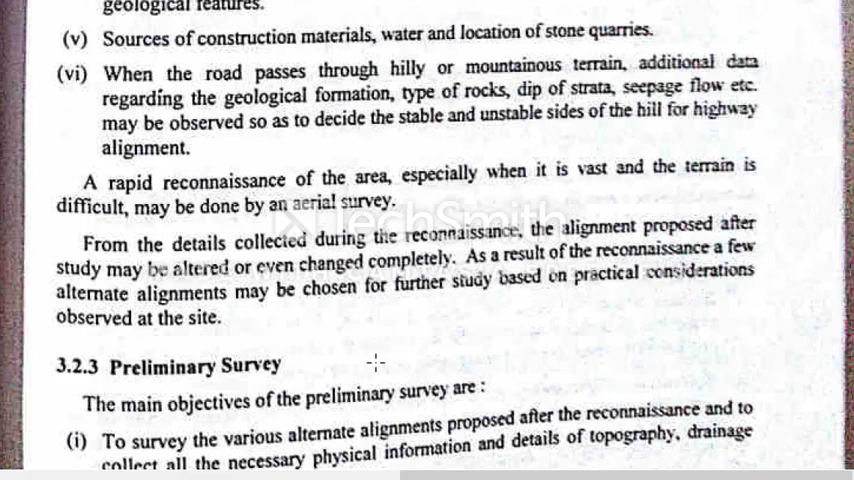 geological features.
(v) Sources of construction materials, water and location of stone quarries.
(vi) When the road passes through hilly or mountainous terrain, additional data
regarding the geological formation, type of rocks, dip of strata, seepage flow etc.
may be observed so as to decide the stable and unstable sides of the hill for highway
alignment.
A rapid reconnaissance of the area, especially when it is vast and the terrain is
difficult, may be done by an aerial survey.
TechSmith
From the details collected during the reconnaissance, the alignment proposed after
study may be altered or even changed completely. As a result of the reconnaissance a few
alternate alignments may be chosen for further study based on practical considerations
observed at the site.
3.2.3 Preliminary Survey
The main objectives of the preliminary survey are :
(i) To survey the various alternate alignments proposed after the reconnaissance and to
collect all the necessary physical information and details of topography, drainage